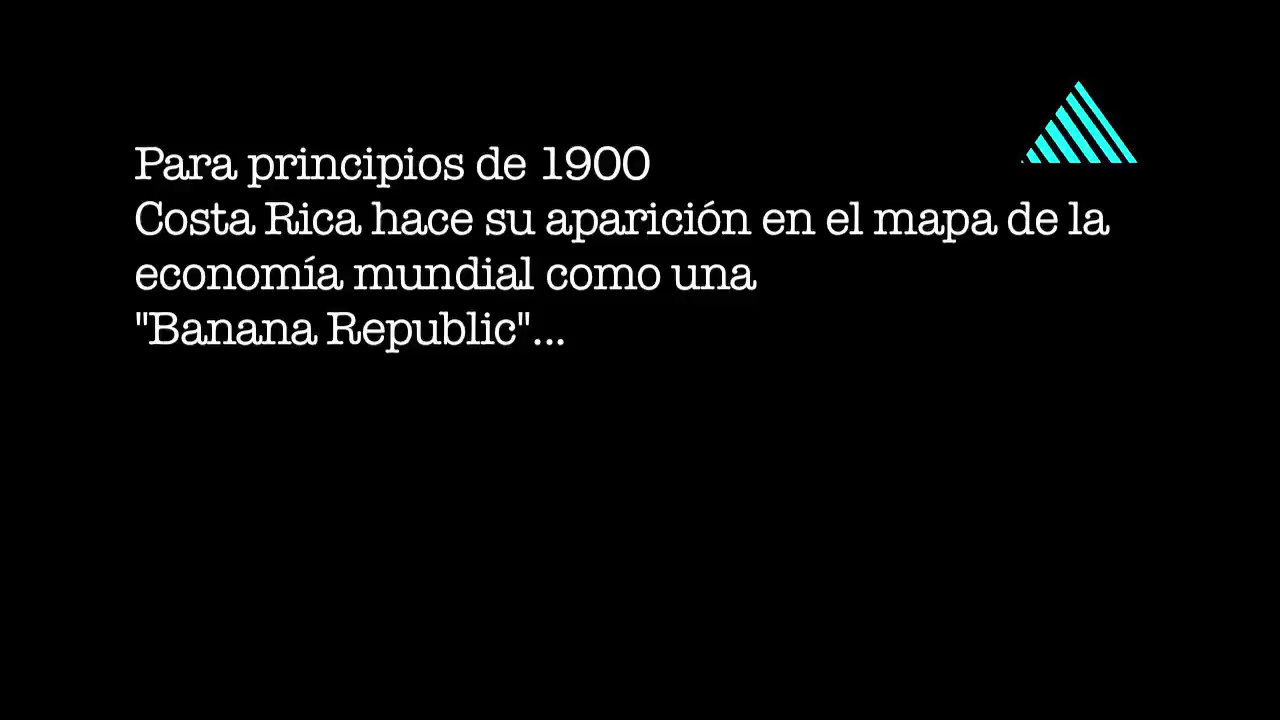 Para principios de 1900
Costa Rica hace su aparición en el mapa de la
economía mundial como una
"Banana Republic"...